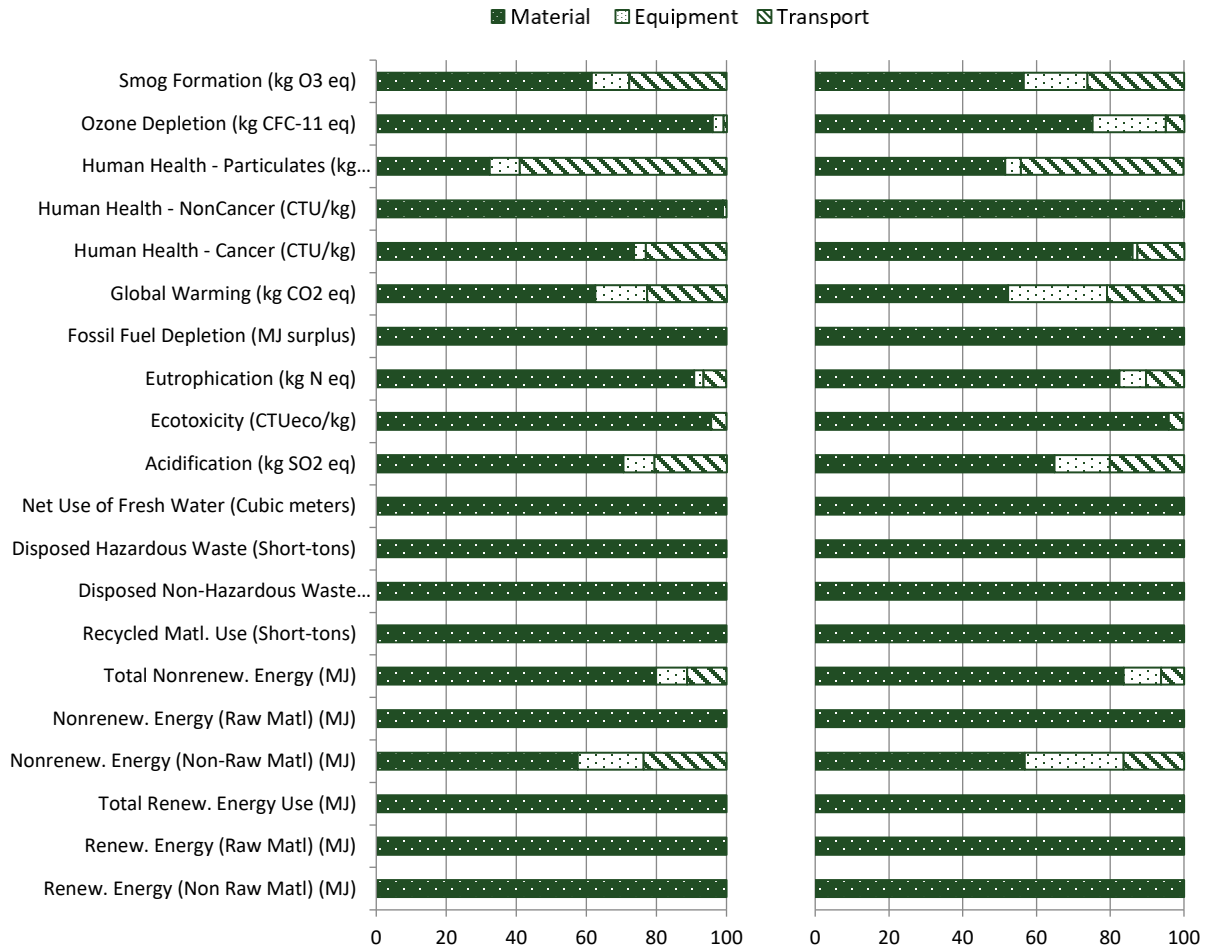 Material Equipment Transport
Smog Formation (kg O3 eq)
Ozone Depletion (kg CFC-11 eq)
Human Health - Particulates (kg...
Human Health - NonCancer (CTU/kg)
Human Health - Cancer (CTU/kg)
Global Warming (kg CO2 eq)
Fossil Fuel Depletion (MJ surplus)
Eutrophication (kg N eq)
Ecotoxicity (CTUeco/kg)
Acidification (kg SO2 eq)
Net Use of Fresh Water (Cubic meters)
Disposed Hazardous Waste (Short-tons)
Disposed Non-Hazardous Waste...
Recycled Matl. Use (Short-tons)
Total Nonrenew. Energy (MJ)
Nonrenew. Energy (Raw Matl) (MJ)
Nonrenew. Energy (Non-Raw Matl) (MJ)
Total Renew. Energy Use (MJ)
Renew. Energy (Raw Matl) (MJ)
Renew. Energy (Non Raw Matl) (MJ)
0 20 40 60 80 100 0 20 40 60 80 100